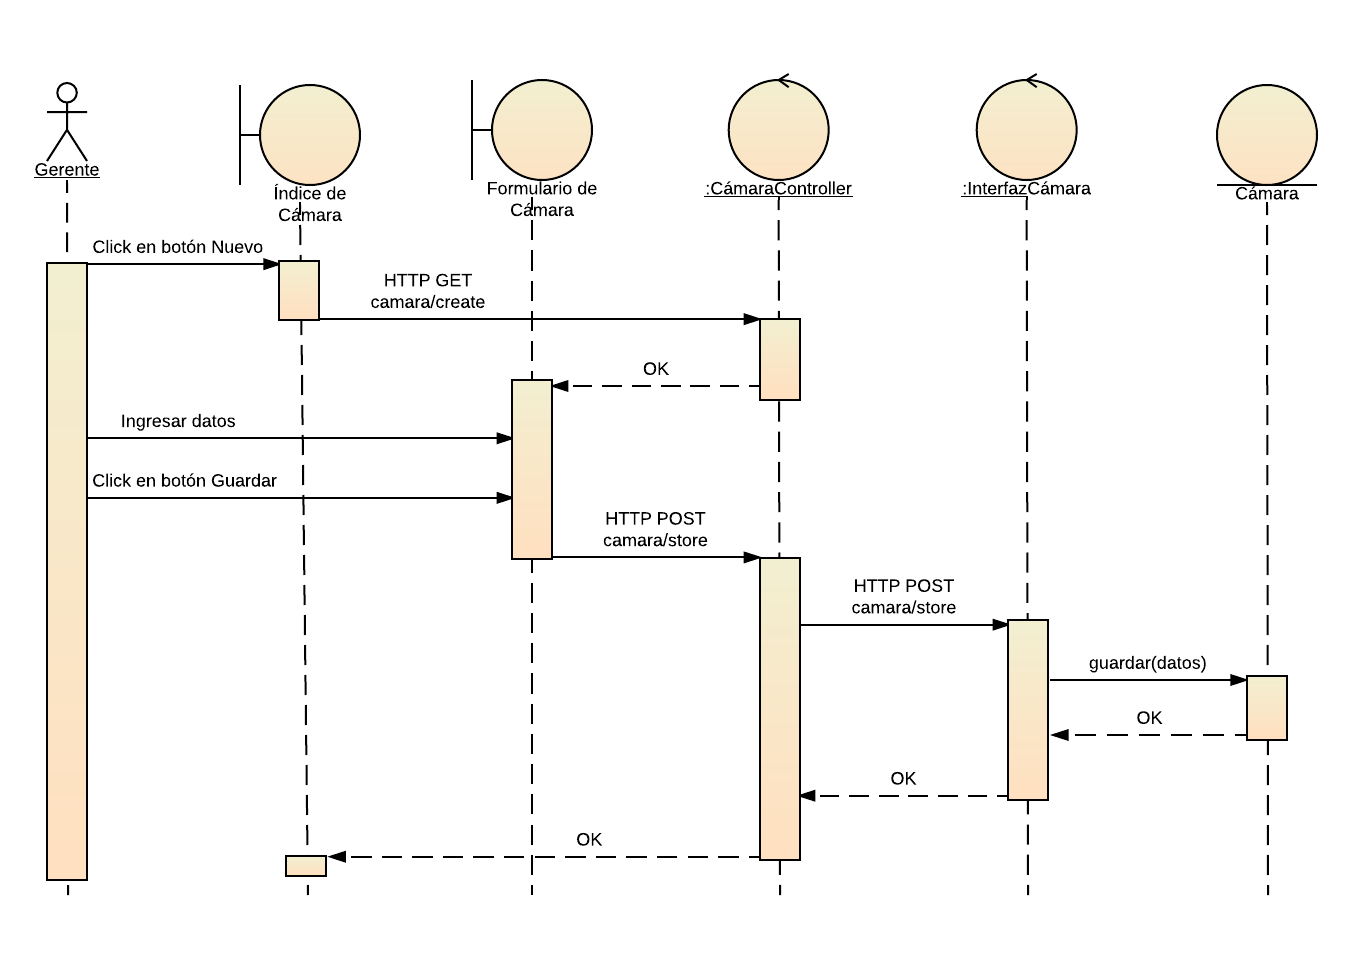 Gerente
Índice de
Cámara
Formulario de
Cámara
:CámaraController
:InterfazCámara
Cámara
Click en botón Nuevo
HTTP GET
camara/create
OK
Ingresar datos
Click en botón Guardar
HTTP POST
camara/store
HTTP POST
camara/store
guardar(datos)
OK
OK
OK